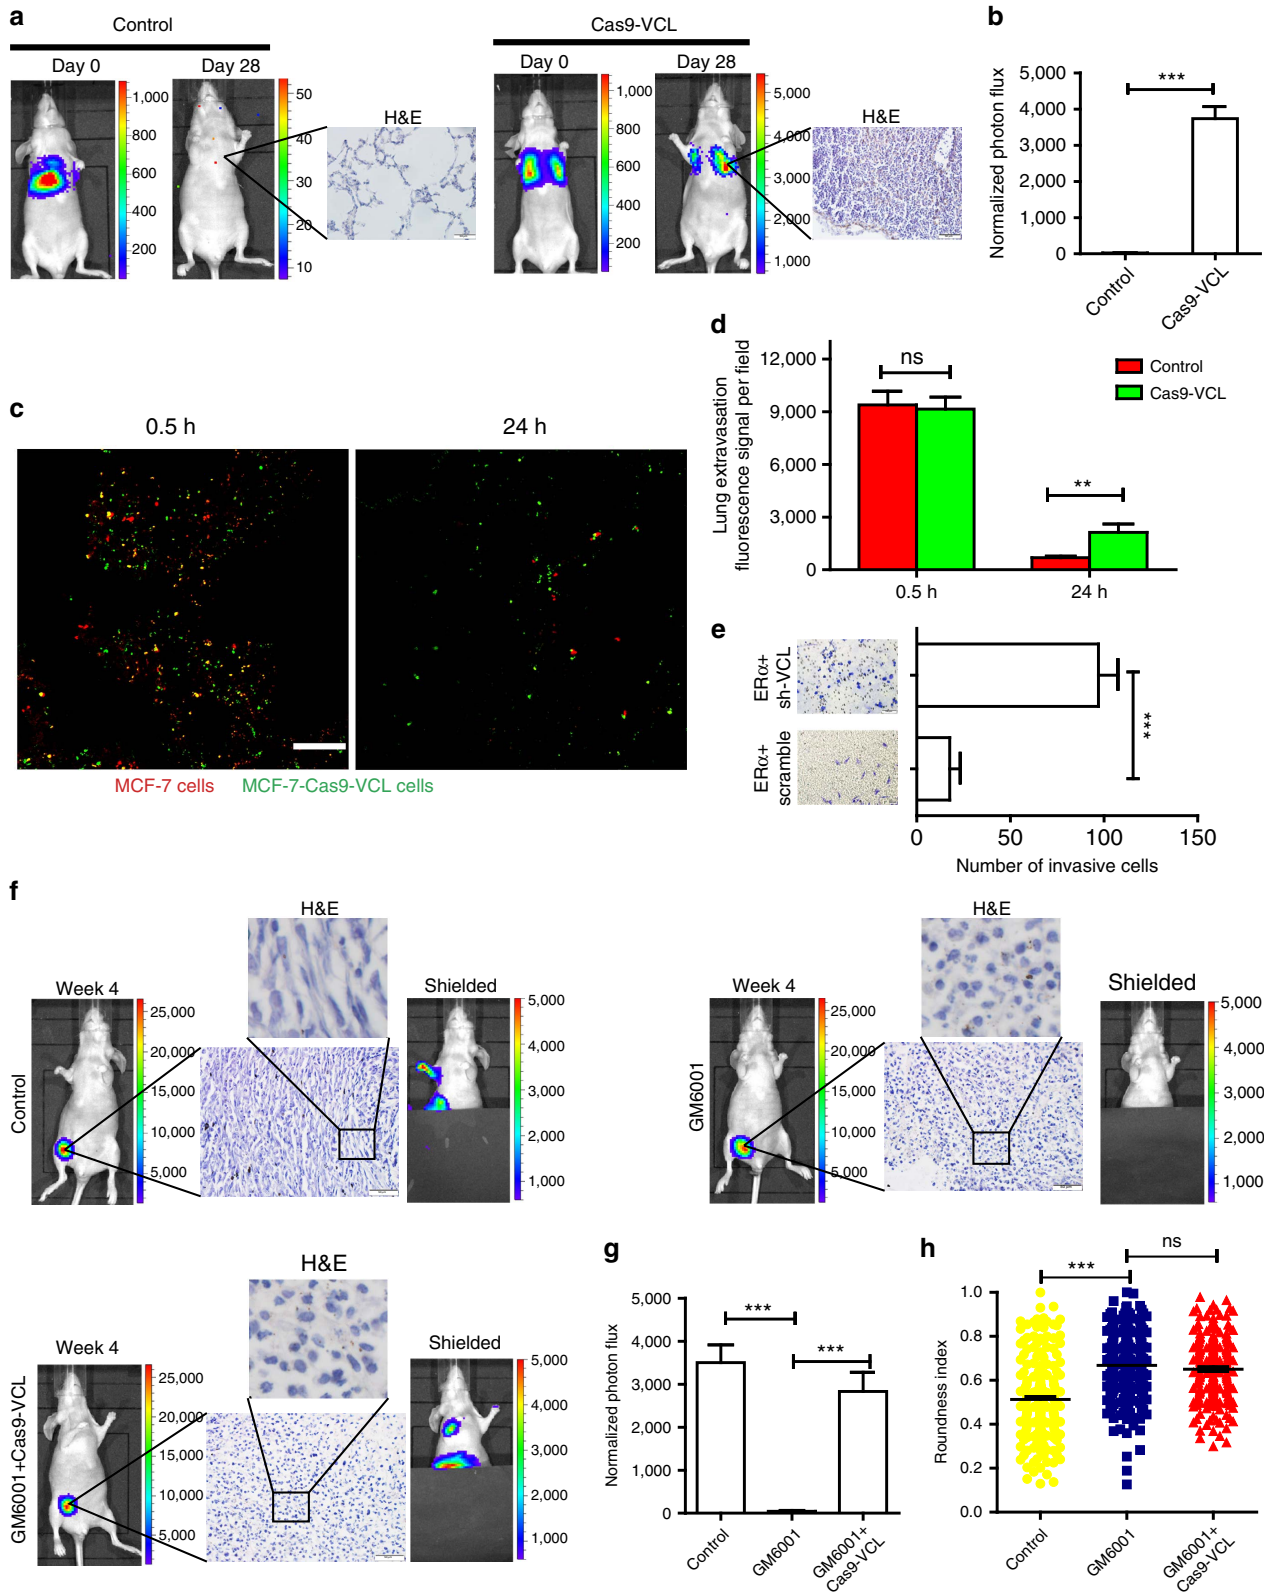 a
Control
Day 0
Day 28
1,000
800
600
400
200
50
40
30
20
10
H&E
Cas9-VCL
Day 0
Day 28
1,000
800
600
400
200
5,000
4,000
3,000
2,000
1,000
H&E
b
Normalized photon flux
5,000
4,000
3,000
2,000
1,000
0
***
Control
Cas9-VCL
c
0.5 h
24 h
MCF-7 cells
MCF-7-Cas9-VCL cells
d
Lung extravasation
fluorescence signal per field
12,000
9,000
6,000
3,000
0
ns
**
0.5 h
24 h
Control
Cas9-VCL
e
ERα+
sh-VCL
ERα+
scramble
***
0
50
100
150
Number of invasive cells
f
Control
Week 4
25,000
20,000
15,000
10,000
5,000
H&E
Shielded
5,000
4,000
3,000
2,000
1,000
GM6001
Week 4
25,000
20,000
15,000
10,000
5,000
H&E
Shielded
5,000
4,000
3,000
2,000
1,000
GM6001+Cas9-VCL
Week 4
25,000
20,000
15,000
10,000
5,000
H&E
Shielded
5,000
4,000
3,000
2,000
1,000
g
Normalized photon flux
5,000
4,000
3,000
2,000
1,000
0
***
***
Control
GM6001
GM6001+
Cas9-VCL
h
Roundness index
1.0
0.8
0.6
0.4
0.2
0.0
***
ns
Control
GM6001
GM6001+
Cas9-VCL